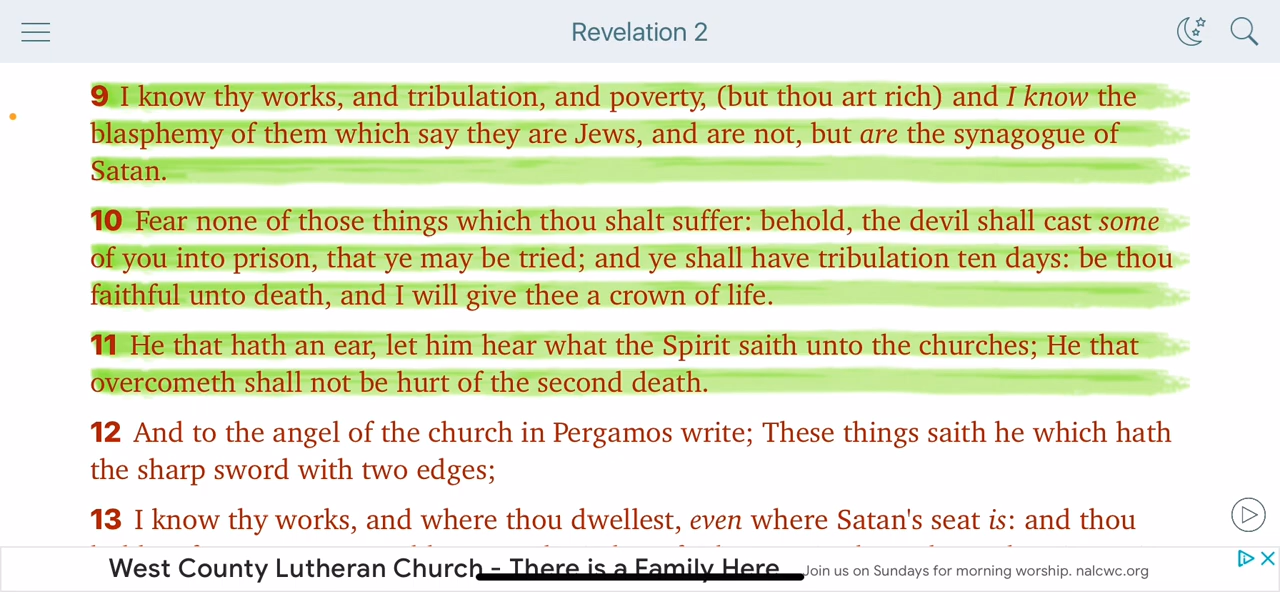 Revelation 2
9 I know thy works, and tribulation, and poverty, (but thou art rich) and I know the
blasphemy of them which say they are Jews, and are not, but are the synagogue of
Satan.
10 Fear none of those things which thou shalt suffer: behold, the devil shall cast some
of you into prison, that ye may be tried; and ye shall have tribulation ten days: be thou
faithful unto death, and I will give thee a crown of life.
11 He that hath an ear, let him hear what the Spirit saith unto the churches; He that
overcometh shall not be hurt of the second death.
12 And to the angel of the church in Pergamos write; These things saith he which hath
the sharp sword with two edges;
13 I know thy works, and where thou dwellest, even where Satan's seat is: and thou
West County Lutheran Church - There is a Family Here
Join us on Sundays for morning worship. nalcwc.org